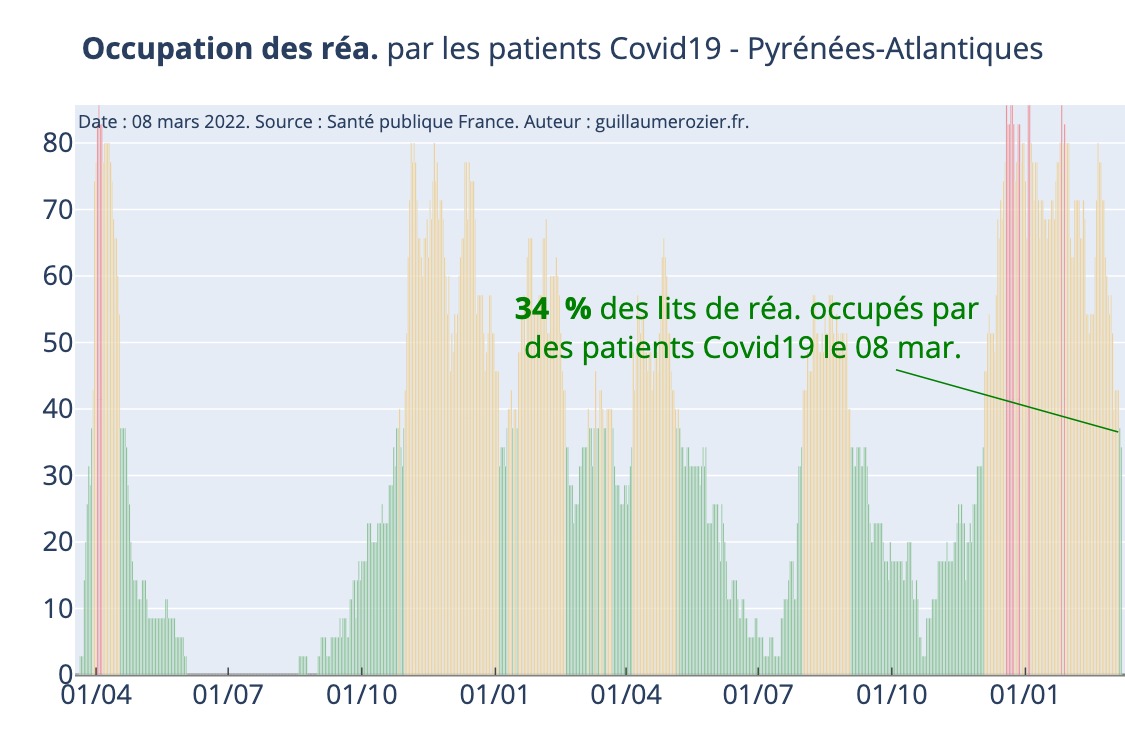 Occupation des réa. par les patients Covid19 - Pyrénées-Atlantiques
Date : 08 mars 2022. Source : Santé publique France. Auteur : guillaumerozier.fr.
80
70
60
34  % des lits de réa. occupés par
des patients Covid19 le 08 mar.
50
40
30
20
10
0
01/04 01/07 01/10 01/01 01/04 01/07 01/10 01/01